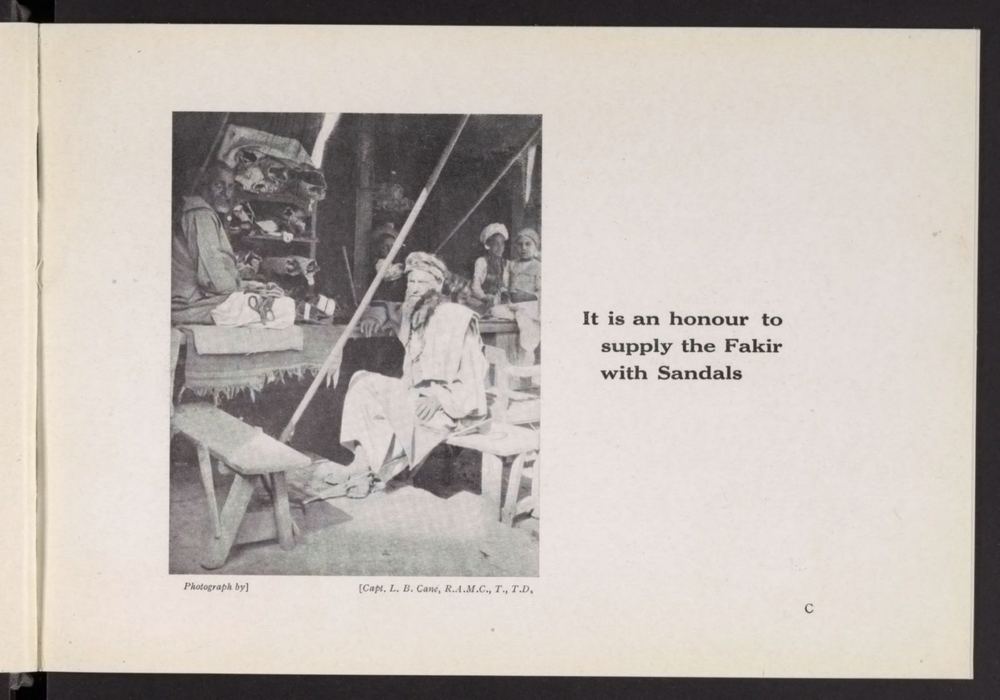 It is an honour to
supply the Fakir
with Sandals
Photograph by]
[Capt. L. B. Cane, R.A.M.C., T., T.D,
C